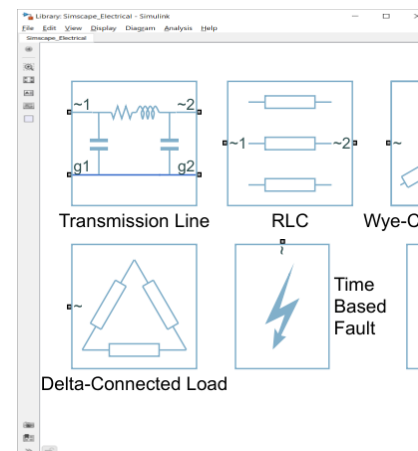 Library: Simscape_Electrical - Simulink
File Edit View Display Diagram Analysis Help
Simscape_Electrical
~1 ~2
g1 g2
Transmission Line
~1 ~2
RLC
~
Wye-C
~
Delta-Connected Load
~
Time
Based
Fault